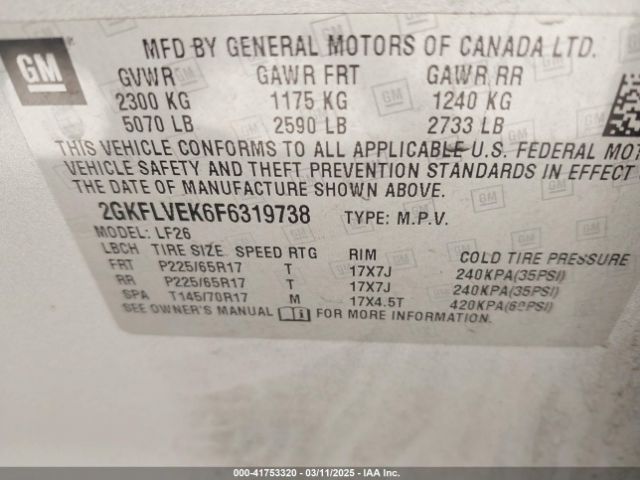 GM
MFD BY GENERAL MOTORS OF CANADA LTD.
GVWR GAWR FRT GAWR RR
2300 KG 1175 KG 1240 KG
5070 LB 2590 LB 2733 LB
THIS VEHICLE CONFORMS TO ALL APPLICABLE U.S. FEDERAL MOT
VEHICLE SAFETY AND THEFT PREVENTION STANDARDS IN EFFECT
THE DATE OF MANUFACTURE SHOWN ABOVE.
2GKFLVEK6F6319738 TYPE: M.P.V.
MODEL: LF26
LBCH TIRE SIZE SPEED RTG RIM COLD TIRE PRESSURE
FRT P225/65R17 T 17X7J 240KPA(35PSI)
RR P225/65R17 T 17X7J 240KPA(35PSI)
SPA T145/70R17 M 17X4.5T 420KPA(60PSI)
SEE OWNER'S MANUAL FOR MORE INFORMATION.
000-41753320 - 03/11/2025 - IAA Inc.